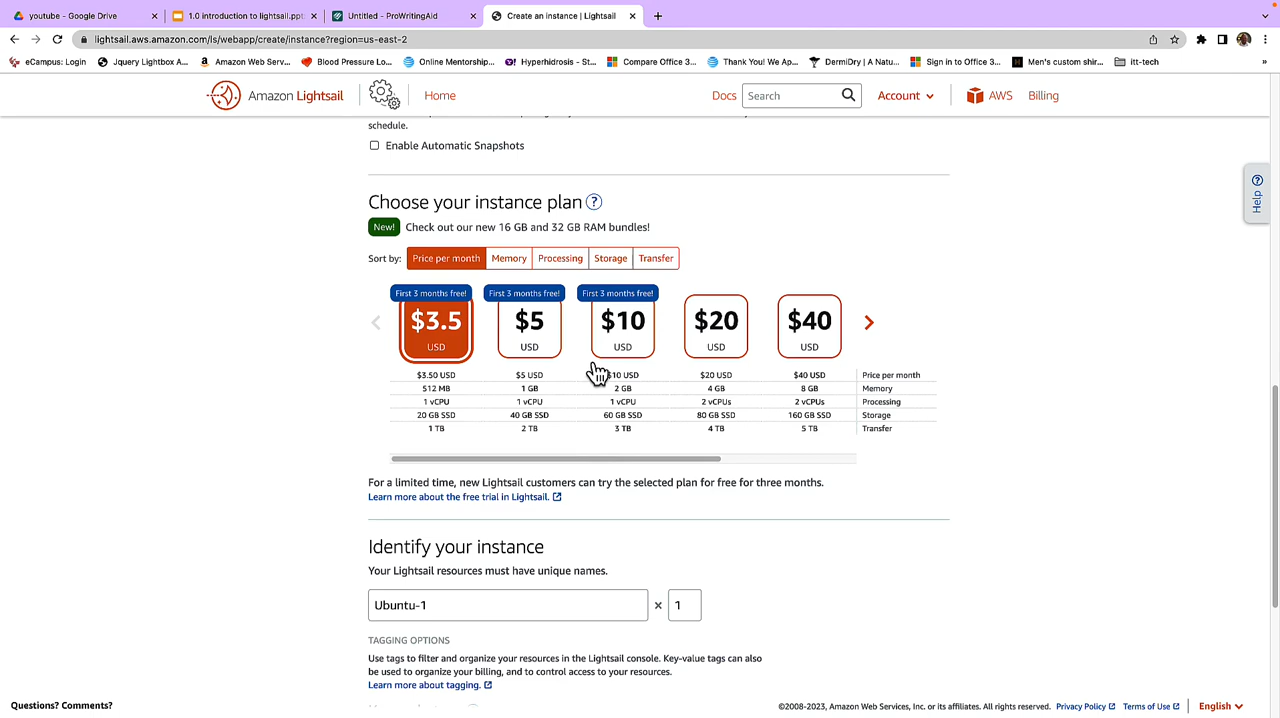 youtube – Google Drive
1.0 introduction to lightsail.ppt
Untitled - ProWritingAid
Create an instance | Lightsail
lightsail.aws.amazon.com/ls/webapp/create/instance?region=us-east-2
eCampus: Login
Jquery Lightbox A...
Amazon Web Serv...
Blood Pressure Lo...
Online Mentorship...
Hyperhidrosis - St...
Compare Office 3...
Thank You! We Ap...
DermiDry | A Natu...
Sign in to Office 3...
Men's custom shir...
itt-tech
»
Amazon Lightsail
Home
Docs
Search
Account
AWS
Billing
schedule.
Enable Automatic Snapshots
Help
Choose your instance plan ?
New! Check out our new 16 GB and 32 GB RAM bundles!
Sort by: Price per month Memory Processing Storage Transfer
First 3 months free! First 3 months free! First 3 months free!
$3.5 $5 $10 $20 $40
USD USD USD USD USD
$3.50 USD $5 USD $10 USD $20 USD $40 USD Price per month
512 MB 1 GB 2 GB 4 GB 8 GB Memory
1 vCPU 1 vCPU 1 vCPU 2 vCPUs 2 vCPUs Processing
20 GB SSD 40 GB SSD 60 GB SSD 80 GB SSD 160 GB SSD Storage
1 TB 2 TB 3 TB 4 TB 5 TB Transfer
For a limited time, new Lightsail customers can try the selected plan for free for three months.
Learn more about the free trial in Lightsail.
Identify your instance
Your Lightsail resources must have unique names.
Ubuntu-1 × 1
TAGGING OPTIONS
Use tags to filter and organize your resources in the Lightsail console. Key-value tags can also
be used to organize your billing, and to control access to your resources.
Learn more about tagging.
Questions? Comments?
©2008-2023, Amazon Web Services, Inc. or its affiliates. All rights reserved.
Privacy Policy
Terms of Use
English